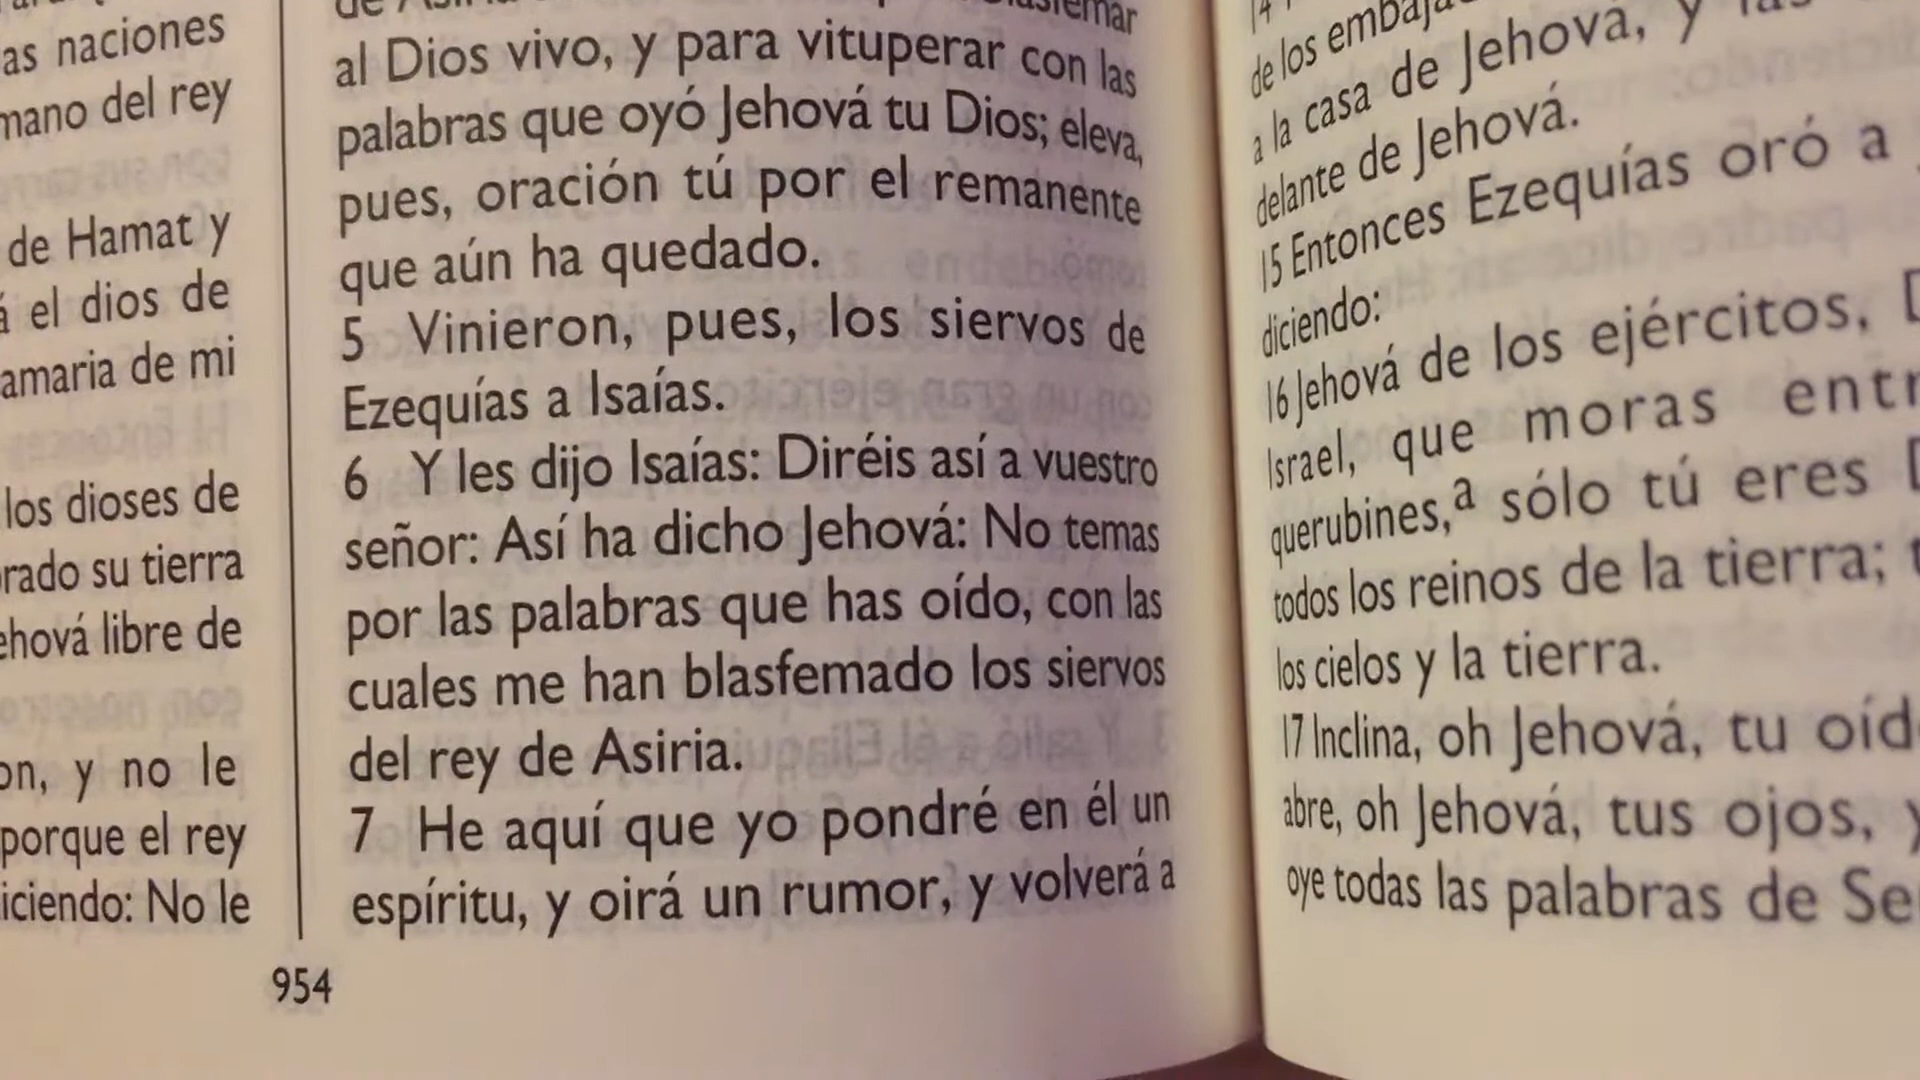 as naciones
mano del rey
de Hamat y
el dios de
amaria de mi
los dioses de
rado su tierra
ehová libre de
on, y no le
porque el rey
iciendo: No le
al Dios vivo, y para vituperar con las
palabras que oyó Jehová tu Dios; eleva,
pues, oración tú por el remanente
que aún ha quedado.
5 Vinieron, pues, los siervos de
Ezequías a Isaías.
6 Y les dijo Isaías: Diréis así a vuestro
señor: Así ha dicho Jehová: No temas
por las palabras que has oído, con las
cuales me han blasfemado los siervos
del rey de Asiria.
7 He aquí que yo pondré en él un
espíritu, y oirá un rumor, y volverá a
954
de los
a la casa de Jehová, y
delante de Jehová.
15 Entonces Ezequías oró a
diciendo:
16 Jehová de los ejércitos,
Israel, que moras entr
querubines,a sólo tú eres
todos los reinos de la tierra;
los cielos y la tierra.
17 Inclina, oh Jehová, tu oíd
abre, oh Jehová, tus ojos, y
oye todas las palabras de Se